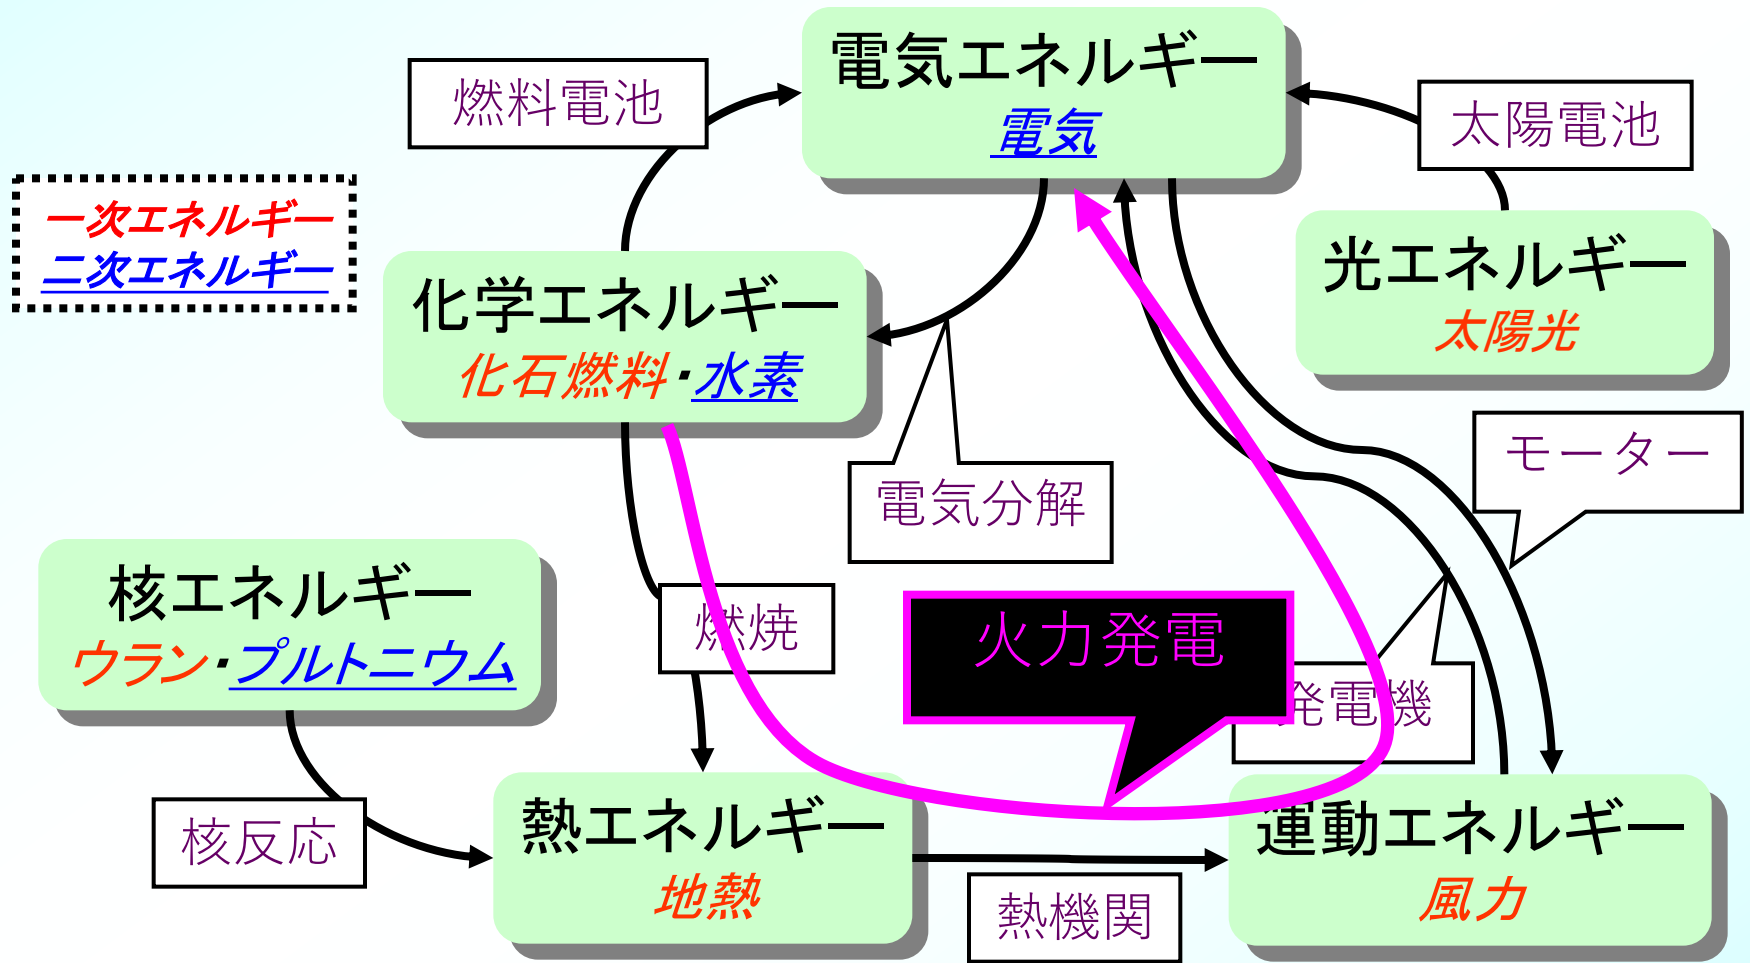 電気エネルギー
電気
燃料電池
太陽電池
一次エネルギー
二次エネルギー
化学エネルギー
化石燃料・水素
光エネルギー
太陽光
モーター
電気分解
核エネルギー
ウラン・プルトニウム
燃焼
火力発電
発電機
核反応
熱エネルギー
地熱
運動エネルギー
風力
熱機関